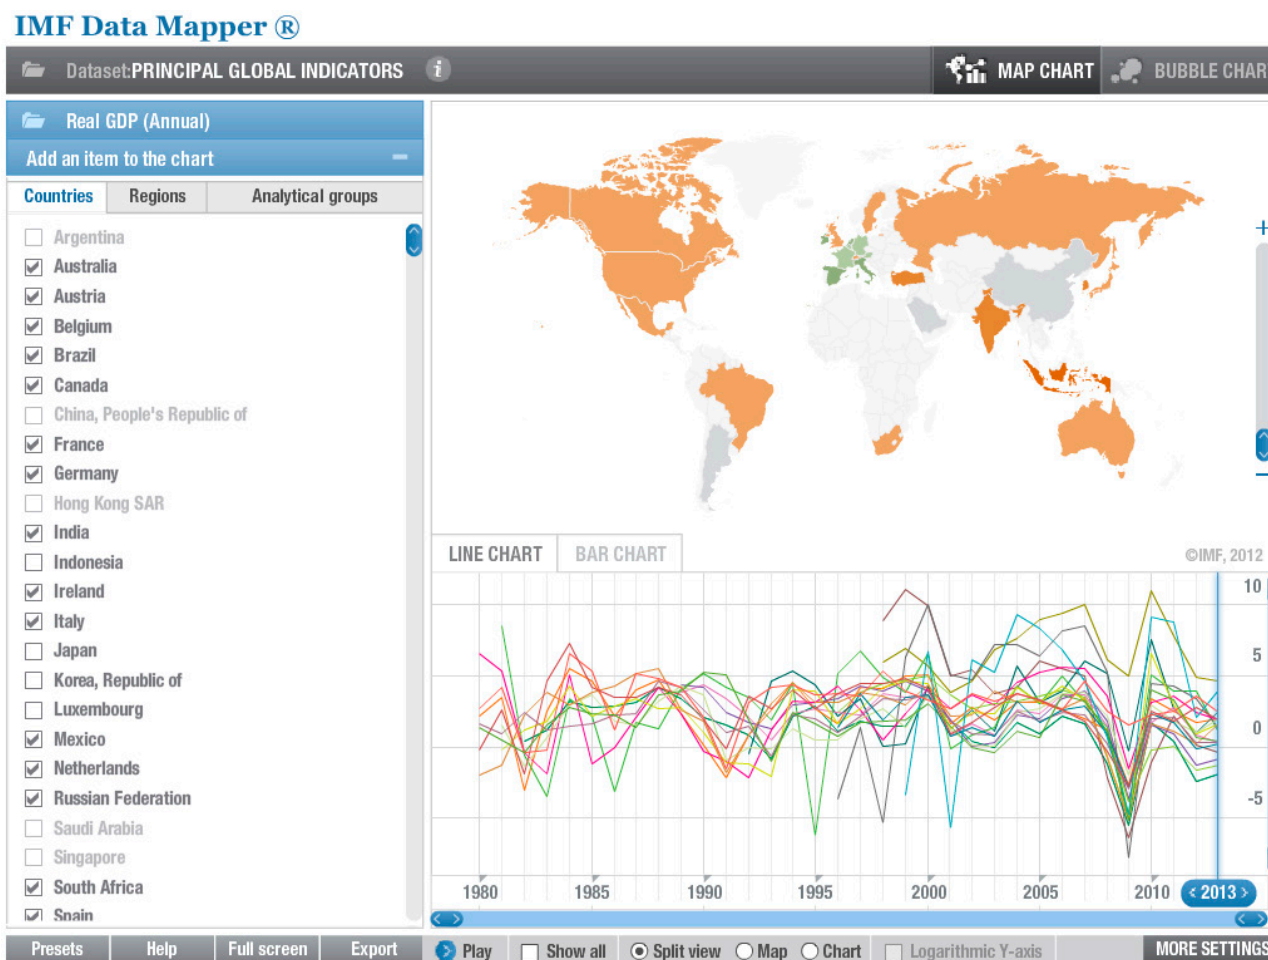 IMF Data Mapper ®
Dataset:PRINCIPAL GLOBAL INDICATORS i MAP CHART BUBBLE CHAR
Real GDP (Annual)
Add an item to the chart
Countries Regions Analytical groups
Argentina
Australia
Austria
Belgium
Brazil
Canada
China, People's Republic of
France
Germany
Hong Kong SAR
India
Indonesia
Ireland
Italy
Japan
Korea, Republic of
Luxembourg
Mexico
Netherlands
Russian Federation
Saudi Arabia
Singapore
South Africa
Spain
LINE CHART BAR CHART ©IMF, 2012
10
5
0
-5
1980 1985 1990 1995 2000 2005 2010 < 2013 >
Presets Help Full screen Export Play Show all Split view Map Chart Logarithmic Y-axis MORE SETTINGS